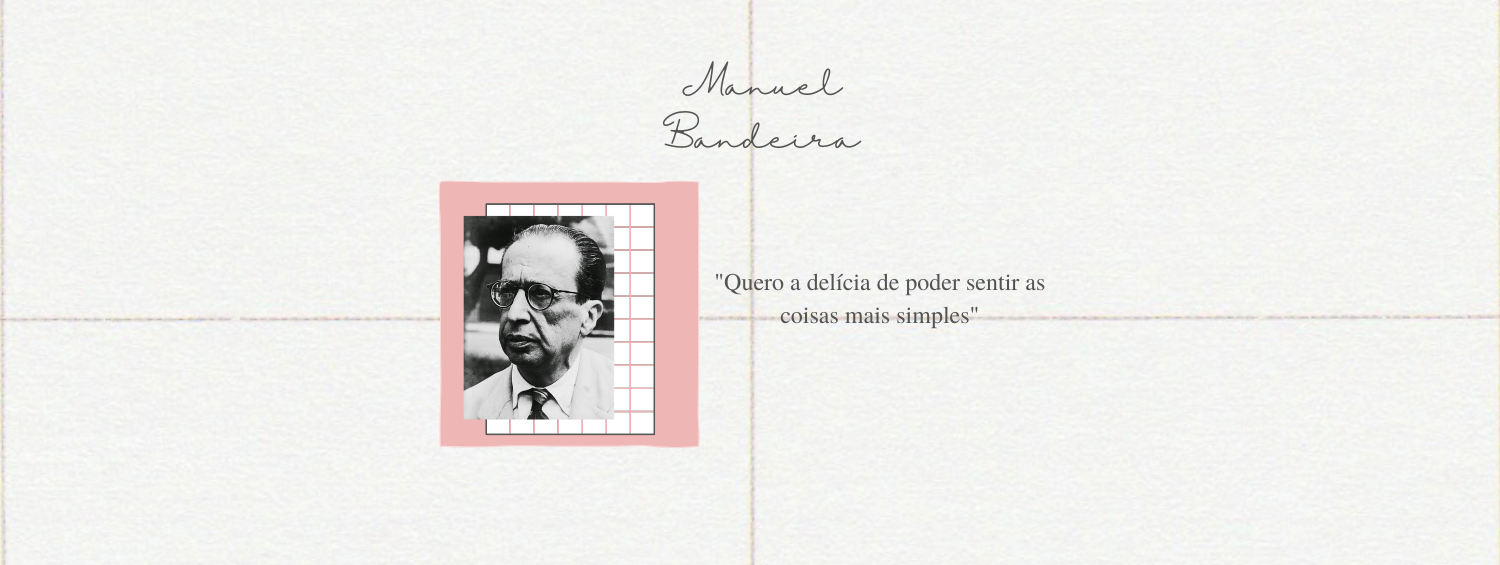 Manuel
Bandeira
"Quero a delícia de poder sentir as
coisas mais simples"